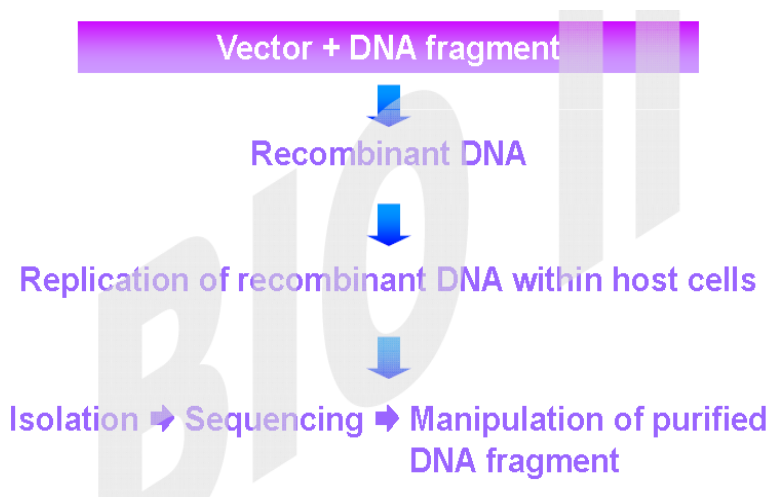 Vector + DNA fragment
Recombinant DNA
Replication of recombinant DNA within host cells
Isolation Sequencing Manipulation of purified
DNA fragment
BIO II